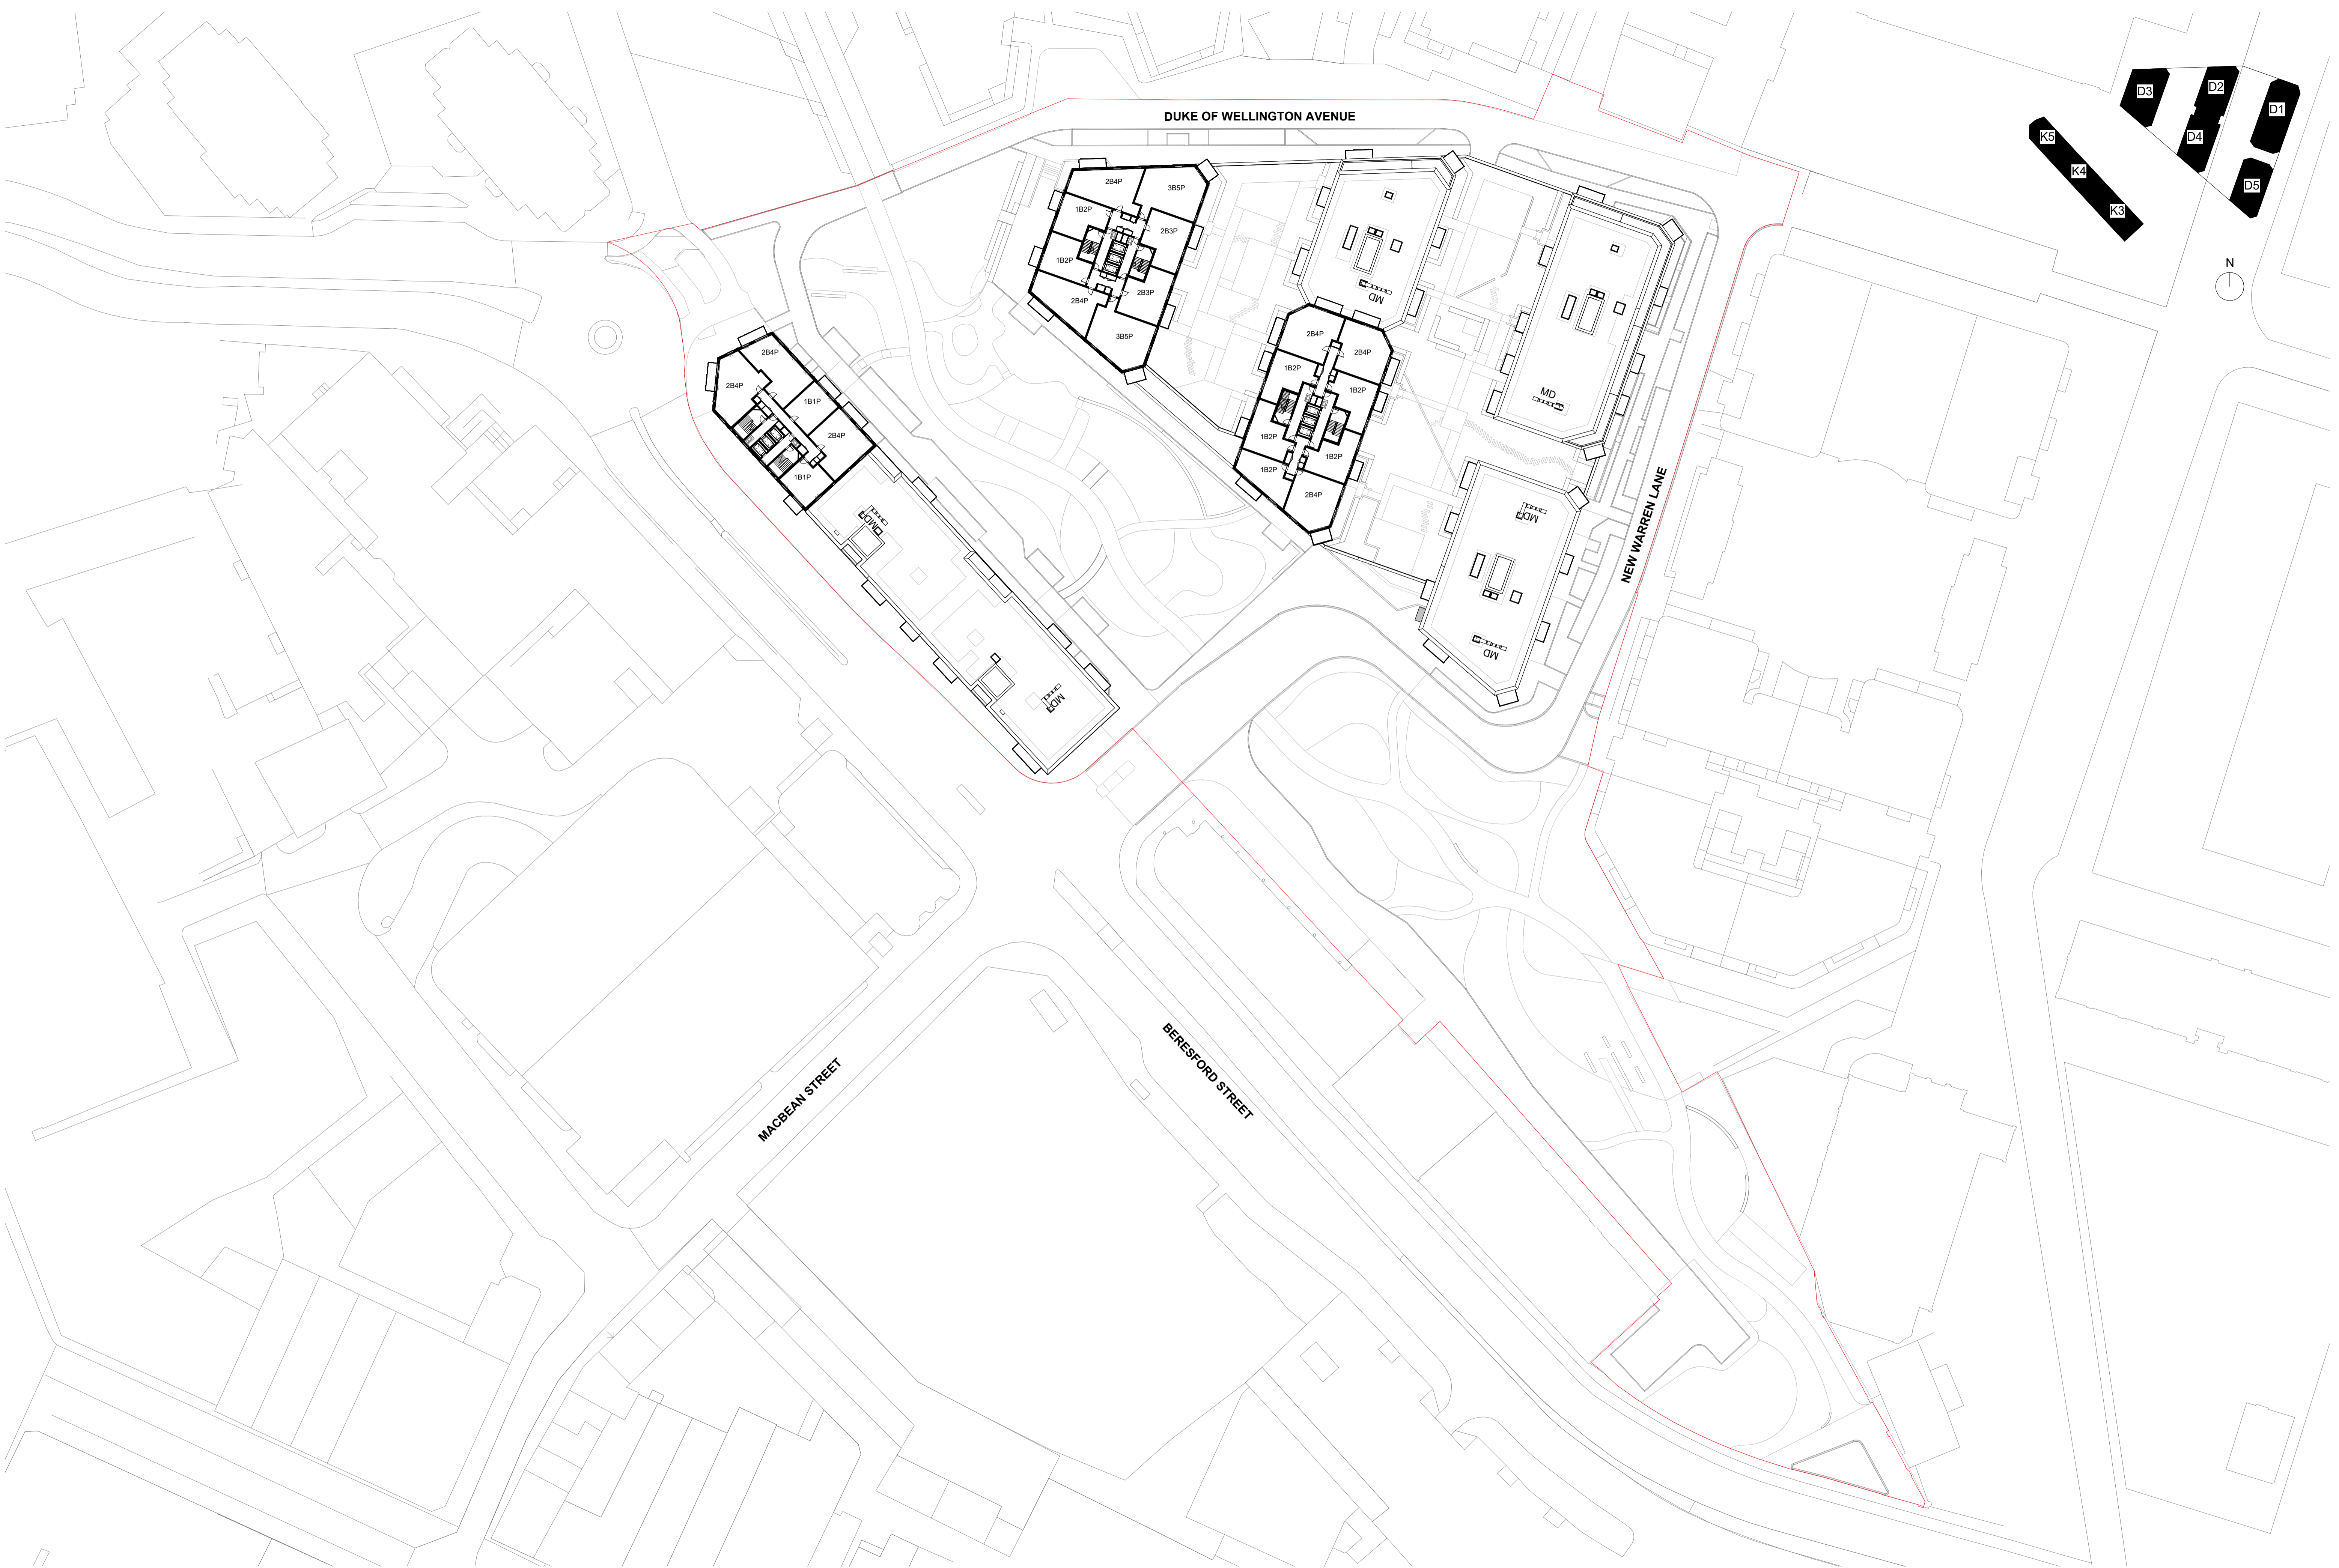 DUKE OF WELLINGTON AVENUE
D3
D2
D1
K5
D4
K4
D5
K3
N
2B4P
3B5P
1B2P
2B3P
1B2P
2B3P
2B4P
3B5P
MD
2B4P
2B4P
1B2P
1B2P
1B2P
1B2P
1B2P
2B4P
MD
MD
MD
NEW WARREN LANE
2B4P
2B4P
1B1P
2B4P
1B1P
MD
MD
MACBEAN STREET
BERESFORD STREET